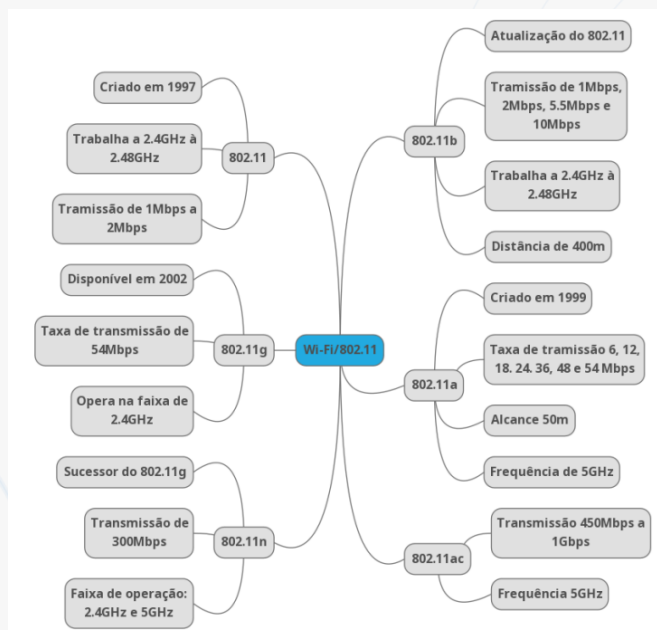 Wi-Fi/802.11
802.11
Criado em 1997
Trabalha a 2.4GHz à
2.48GHz
Tramissão de 1Mbps a
2Mbps
802.11g
Disponível em 2002
Taxa de transmissão de
54Mbps
Opera na faixa de
2.4GHz
802.11n
Sucessor do 802.11g
Transmissão de
300Mbps
Faixa de operação:
2.4GHz e 5GHz
802.11b
Atualização do 802.11
Tramissão de 1Mbps,
2Mbps, 5.5Mbps e
10Mbps
Trabalha a 2.4GHz à
2.48GHz
Distância de 400m
802.11a
Criado em 1999
Taxa de tramissão 6, 12,
18. 24. 36, 48 e 54 Mbps
Alcance 50m
Frequência de 5GHz
802.11ac
Transmissão 450Mbps a
1Gbps
Frequência 5GHz